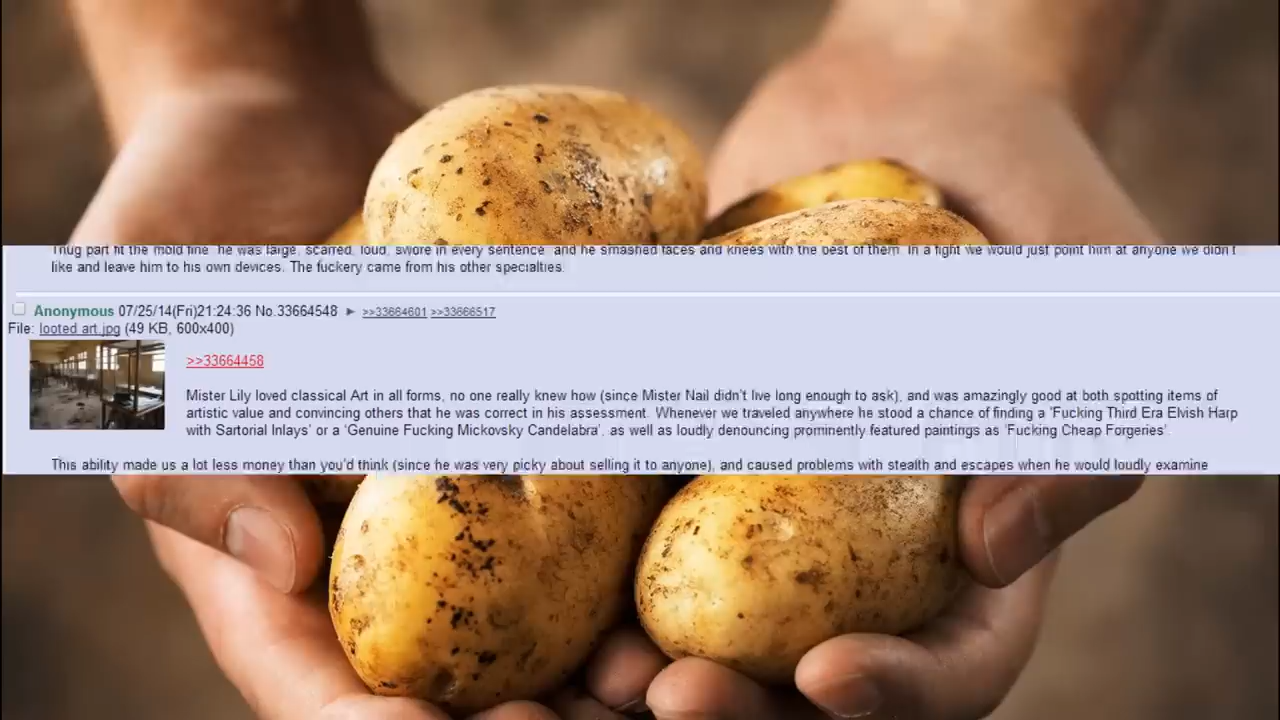 Thug part fit the mold fine  he was large, scarred, loud, swore in every sentence, and he smashed faces and knees with the best of them. In a fight we would just point him at anyone we didn't
like and leave him to his own devices. The fuckery came from his other specialties.
Anonymous 07/25/14(Fri)21:24:36 No.33664548 ► >>33664601 >>33666517
File: looted art.jpg (49 KB, 600x400)
>>33664458
Mister Lily loved classical Art in all forms, no one really knew how (since Mister Nail didn't live long enough to ask), and was amazingly good at both spotting items of
artistic value and convincing others that he was correct in his assessment. Whenever we traveled anywhere he stood a chance of finding a 'Fucking Third Era Elvish Harp
with Sartorial Inlays' or a 'Genuine Fucking Mickovsky Candelabra', as well as loudly denouncing prominently featured paintings as 'Fucking Cheap Forgeries'.
This ability made us a lot less money than you'd think (since he was very picky about selling it to anyone), and caused problems with stealth and escapes when he would loudly examine